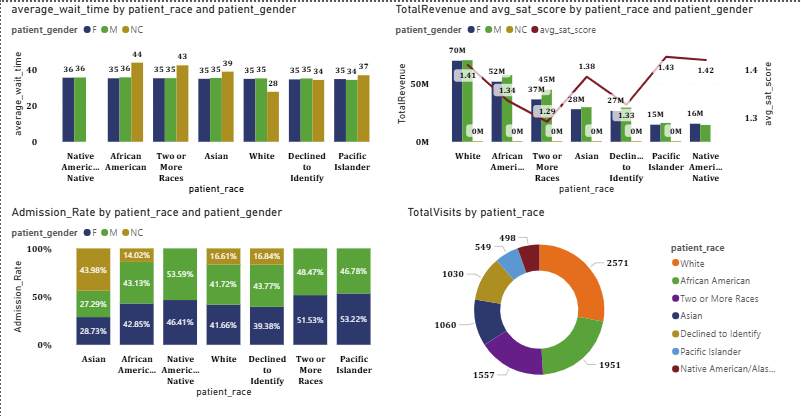 average_wait_time by patient_race and patient_gender
patient_gender F M NC
average_wait_time
40
20
0
36 36
35 36 44
35 35 43
35 35 39
35 35 28
35 35 34
35 34 37
Native Americ... Native
African American
Two or More Races
Asian
White
Declined to Identify
Pacific Islander
patient_race
TotalRevenue and avg_sat_score by patient_race and patient_gender
patient_gender F M NC avg_sat_score
TotalRevenue
50M
0M
70M
1.41
0M
52M
1.34
0M
37M
45M
1.29
0M
28M
1.38
0M
27M
1.33
0M
15M
1.43
0M
16M
1.42
1.4
1.3
avg_sat_score
White
African Ameri...
Two or More Races
Asian
Declin... to Identify
Pacific Islander
Native Ameri... Native
patient_race
Admission_Rate by patient_race and patient_gender
patient_gender F M NC
Admission_Rate
100%
50%
0%
43.98%
27.29%
28.73%
14.02%
43.13%
42.85%
53.59%
46.41%
16.61%
41.72%
41.66%
16.84%
43.77%
39.38%
48.47%
51.53%
46.78%
53.22%
Asian
African Americ...
Native Americ... Native
White
Declined to Identify
Two or More Races
Pacific Islander
patient_race
TotalVisits by patient_race
498
549
1030
1060
1557
1951
2571
patient_race
White
African American
Two or More Races
Asian
Declined to Identify
Pacific Islander
Native American/Alas...